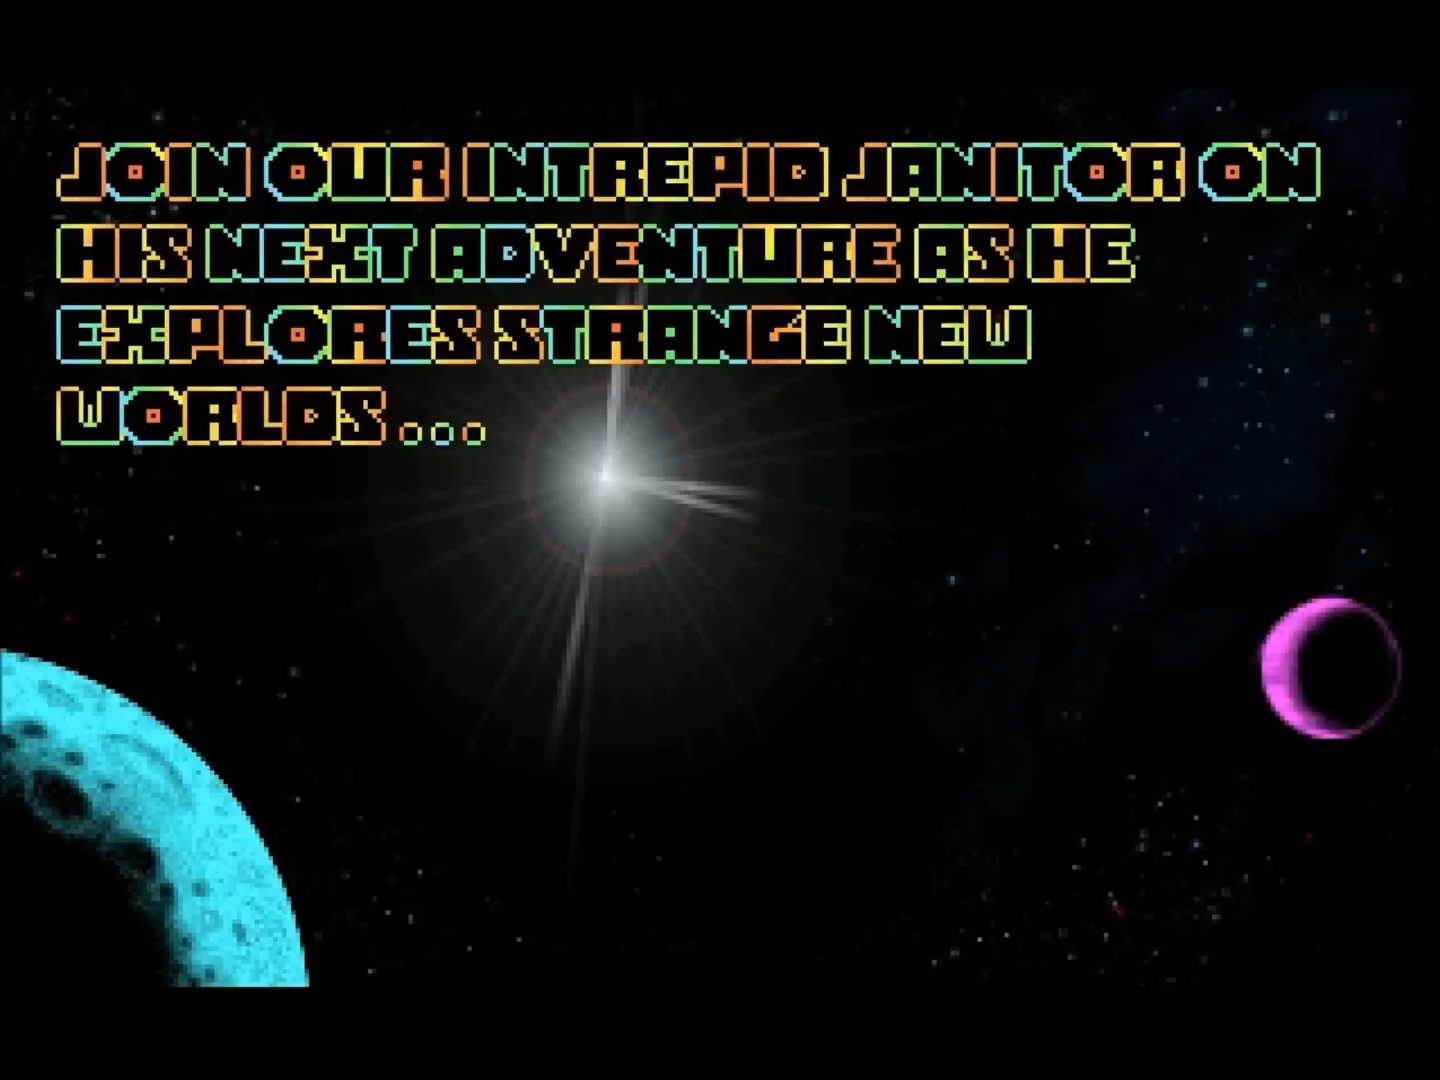 JOIN OUR INTREPID JANITOR ON
HIS NEXT ADVENTURE AS HE
EXPLORES STRANGE NEW
WORLDS...